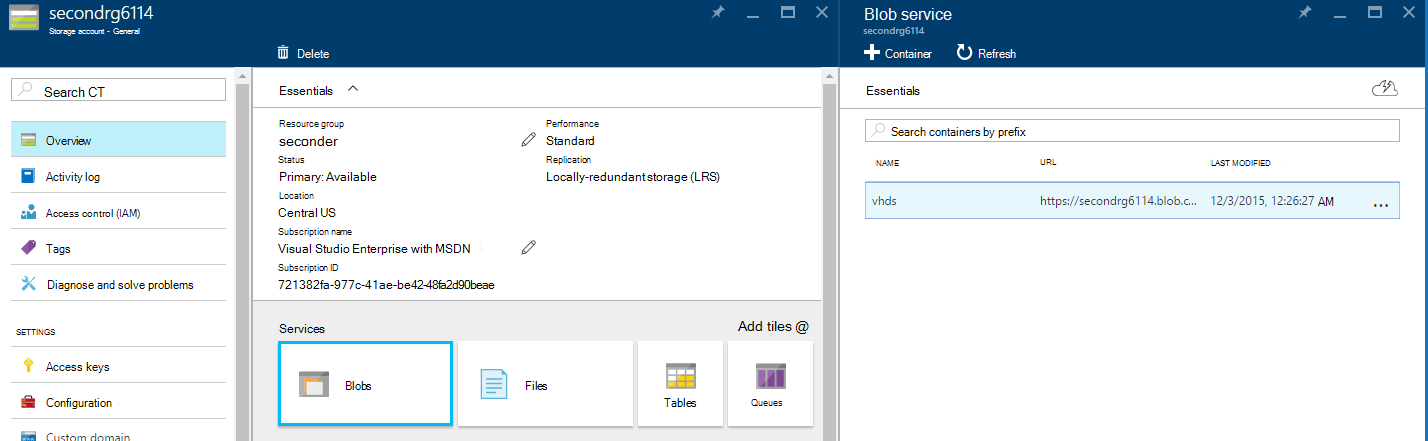 secondrg6114
Storage account - General
Delete
Search CT
Overview
Activity log
Access control (IAM)
Tags
Diagnose and solve problems
SETTINGS
Access keys
Configuration
Custom domain
Essentials
Resource group
seconder
Status
Primary: Available
Location
Central US
Subscription name
Visual Studio Enterprise with MSDN
Subscription ID
721382fa-977c-41ae-be42-48fa2d90beae
Performance
Standard
Replication
Locally-redundant storage (LRS)
Services
Add tiles @
Blobs
Files
Tables
Queues
Blob service
secondrg6114
Container Refresh
Essentials
Search containers by prefix
NAME URL LAST MODIFIED
vhds https://secondrg6114.blob.c... 12/3/2015, 12:26:27 AM ...